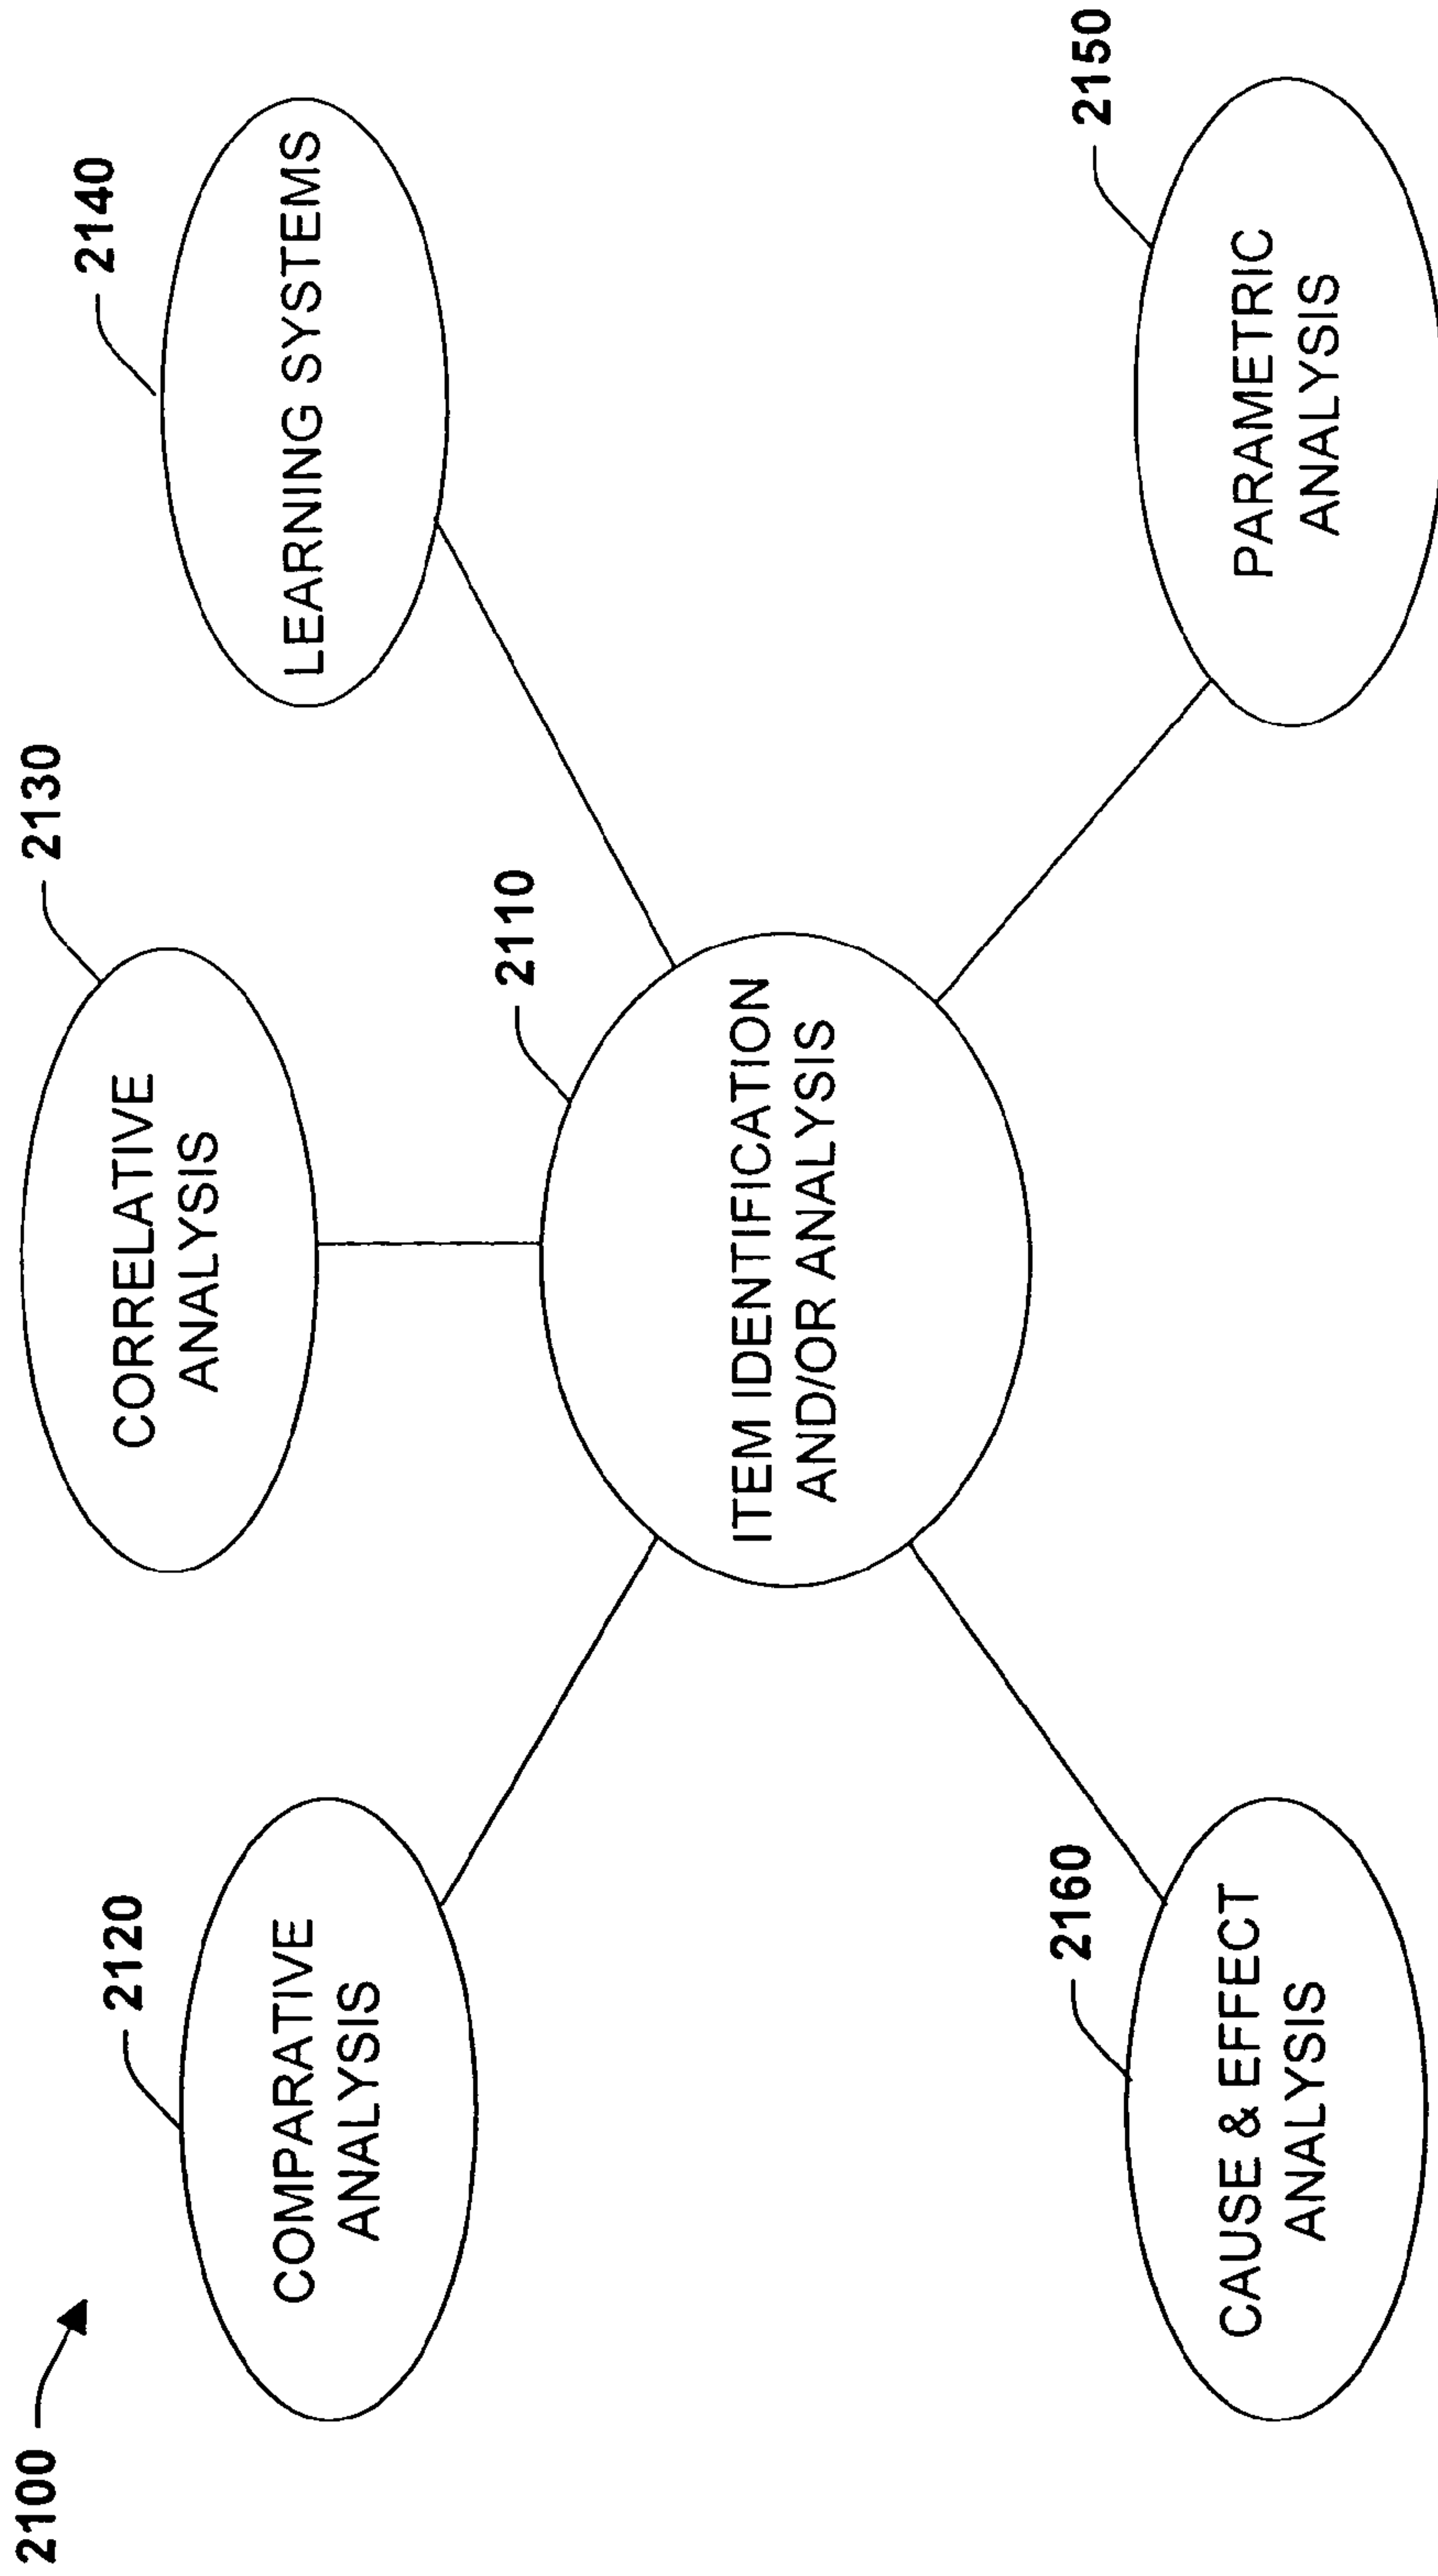 2100
2130
CORRELATIVE
ANALYSIS
2140
LEARNING SYSTEMS
2120
COMPARATIVE
ANALYSIS
2110
ITEM IDENTIFICATION
AND/OR ANALYSIS
2160
CAUSE & EFFECT
ANALYSIS
2150
PARAMETRIC
ANALYSIS